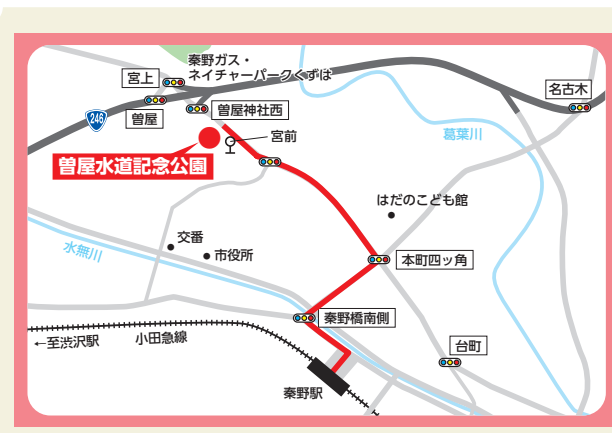 秦野ガス・
ネイチャーパークくずは
宮上
名古木
曽屋
曽屋神社西
246
宮前
葛葉川
曽屋水道記念公園
はだのこども館
交番
水無川
市役所
本町四ッ角
秦野橋南側
←至渋沢駅
小田急線
台町
秦野駅